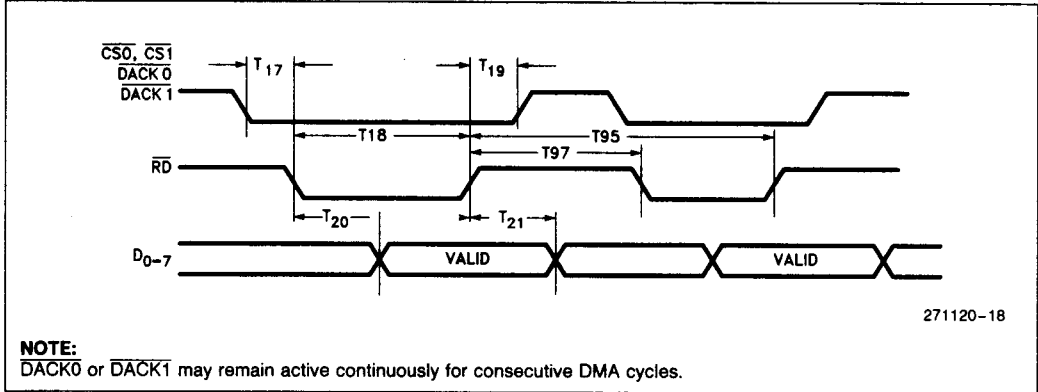 CS0, CS1
DACK 0
DACK 1
T17
T19
T18
T95
T97
RD
T20
T21
D0–7
VALID
VALID
271120–18
NOTE:
DACK0 or DACK1 may remain active continuously for consecutive DMA cycles.